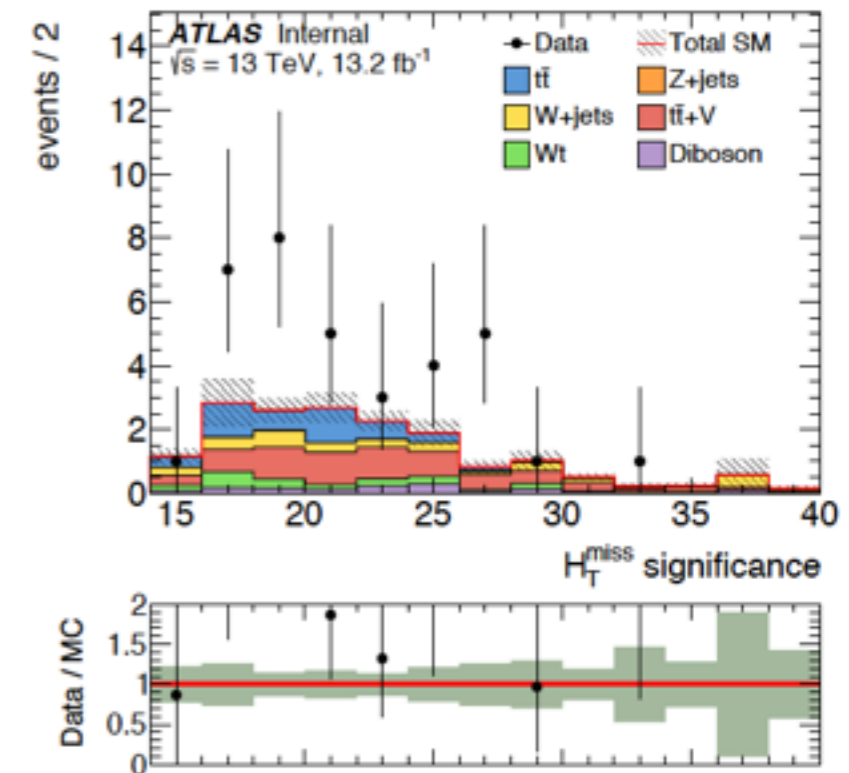 events / 2
ATLAS Internal
√s = 13 TeV, 13.2 fb⁻¹
Data
Total SM
tt̄
Z+jets
W+jets
tt̄+V
Wt
Diboson
14
12
10
8
6
4
2
0
15 20 25 30 35 40
H_T^miss significance
Data / MC
2
1.5
1
0.5
0